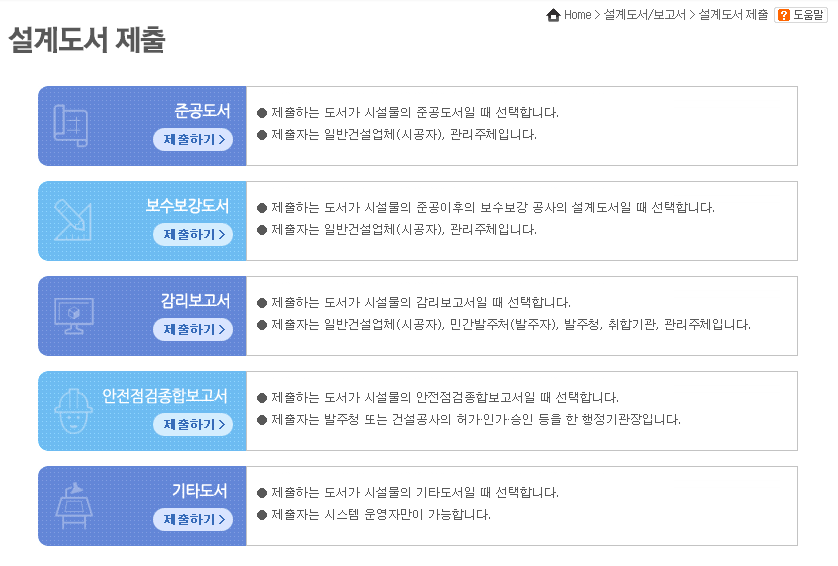 Home > 설계도서/보고서 > 설계도서 제출 ? 도움말
설계도서 제출
준공도서
제출하기 >
● 제출하는 도서가 시설물의 준공도서일 때 선택합니다.
● 제출자는 일반건설업체(시공자), 관리주체입니다.
보수보강도서
제출하기 >
● 제출하는 도서가 시설물의 준공이후의 보수보강 공사의 설계도서일 때 선택합니다.
● 제출자는 일반건설업체(시공자), 관리주체입니다.
감리보고서
제출하기 >
● 제출하는 도서가 시설물의 감리보고서일 때 선택합니다.
● 제출자는 일반건설업체(시공자), 민간발주처(발주자), 발주청, 취합기관, 관리주체입니다.
안전점검종합보고서
제출하기 >
● 제출하는 도서가 시설물의 안전점검종합보고서일 때 선택합니다.
● 제출자는 발주청 또는 건설공사의 허가·인가·승인 등을 한 행정기관장입니다.
기타도서
제출하기 >
● 제출하는 도서가 시설물의 기타도서일 때 선택합니다.
● 제출자는 시스템 운영자만이 가능합니다.